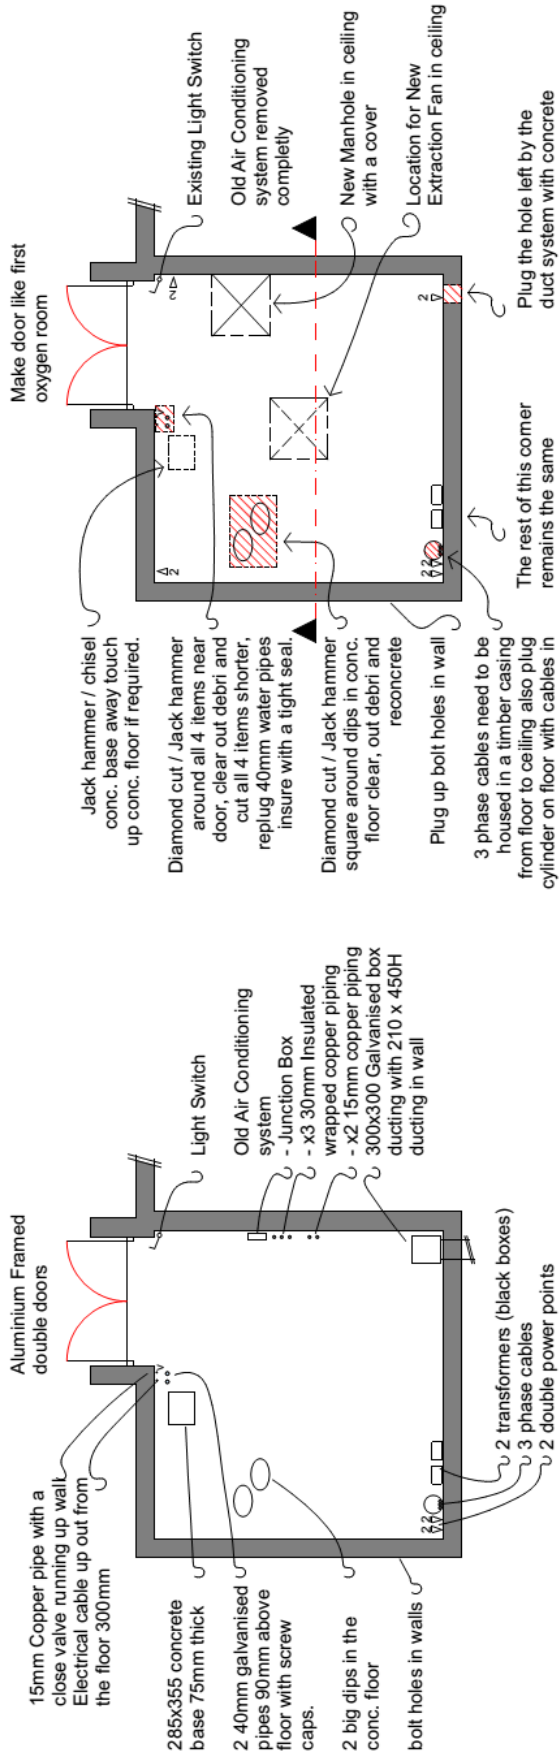 Aluminium Framed
double doors
15mm Copper pipe with a
close valve running up walk
Electrical cable up out from
the floor 300mm
285x355 concrete
base 75mm thick
2 40mm galvanised
pipes 90mm above
floor with screw
caps.
2 big dips in the
conc. floor
bolt holes in walls
Light Switch
Old Air Conditioning
system
- Junction Box
- x3 30mm Insulated
wrapped copper piping
- x2 15mm copper piping
300x300 Galvanised box
ducting with 210 x 450H
ducting in wall
2 transformers (black boxes)
3 phase cables
2 double power points
2
2
Make door like first
oxygen room
Jack hammer / chisel
conc. base away touch
up conc. floor if required.
Diamond cut / Jack hammer
around all 4 items near
door, clear out debri and
cut all 4 items shorter,
replug 40mm water pipes
insure with a tight seal.
Diamond cut / Jack hammer
square around dips in conc.
floor clear, out debri and
reconcrete
Plug up bolt holes in wall
3 phase cables need to be
housed in a timber casing
from floor to ceiling also plug
cylinder on floor with cables in
Existing Light Switch
Old Air Conditioning
system removed
completly
New Manhole in ceiling
with a cover
Location for New
Extraction Fan in ceiling
Plug the hole left by the
duct system with concrete
The rest of this corner
remains the same
2
2
2
2
2